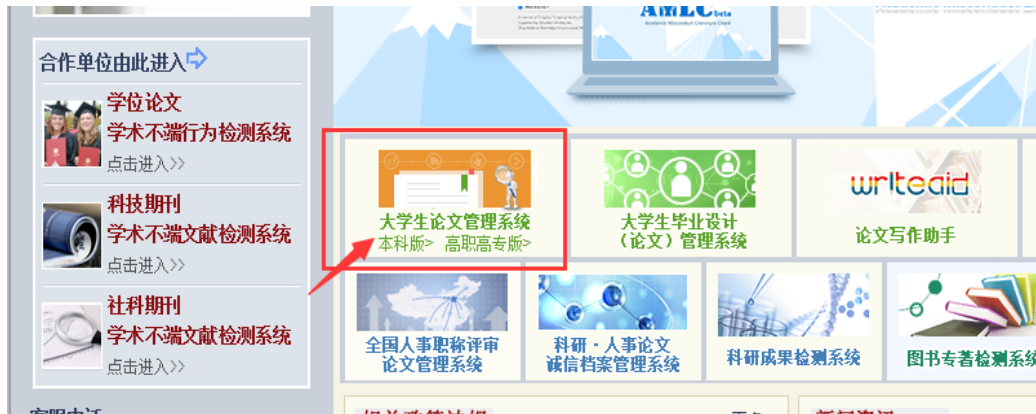 AMLC beta
Academic Misconduct Literature Check
合作单位由此进入
学位论文
学术不端行为检测系统
点击进入>>
科技期刊
学术不端文献检测系统
点击进入>>
社科期刊
学术不端文献检测系统
点击进入>>
大学生论文管理系统
本科版> 高职高专版>
大学生毕业设计
（论文）管理系统
writeaid
论文写作助手
全国人事职称评审
论文管理系统
科研·人事论文
诚信档案管理系统
科研成果检测系统
图书专著检测系统